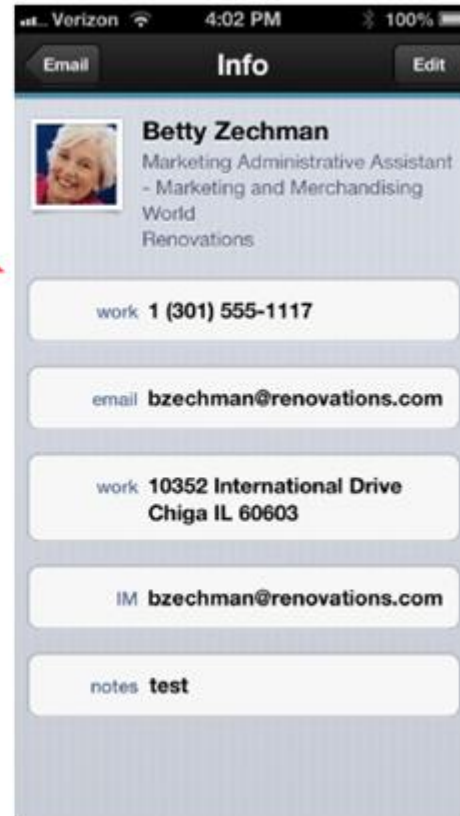 Verizon 4:02 PM 100%
Email Info Edit
Betty Zechman
Marketing Administrative Assistant
- Marketing and Merchandising
World
Renovations
work 1 (301) 555-1117
email bzechman@renovations.com
work 10352 International Drive
Chiga IL 60603
IM bzechman@renovations.com
notes test